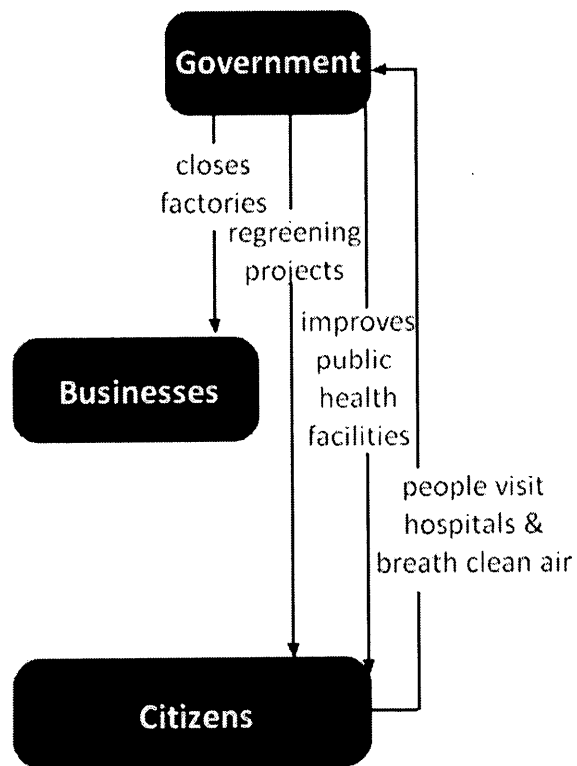 Government
closes
factories
regreening
projects
improves
public
health
facilities
Businesses
people visit
hospitals &
breath clean air
Citizens